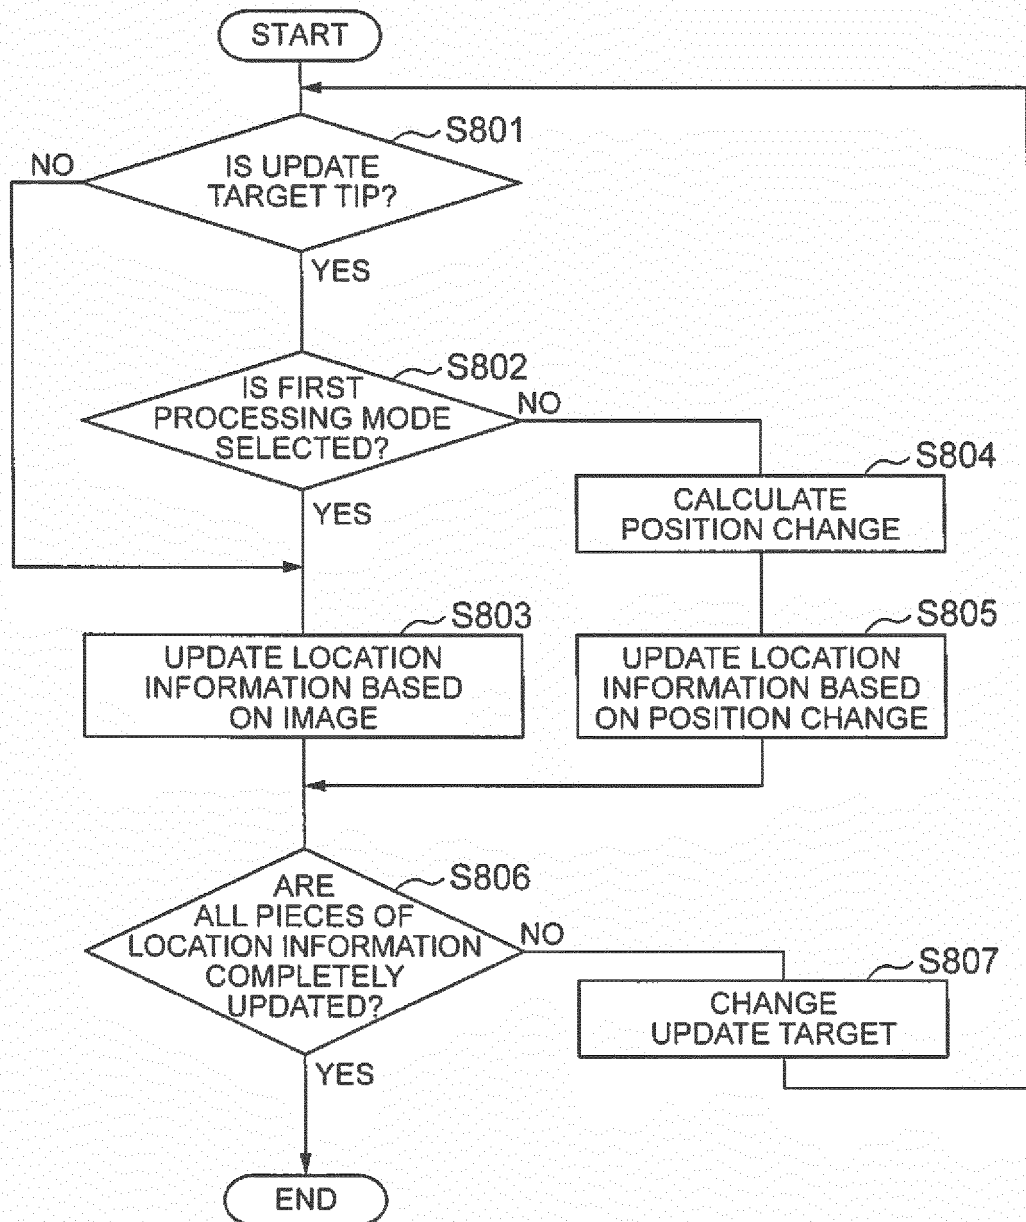 START
S801
NO
IS UPDATE
TARGET TIP?
YES
S802
IS FIRST
PROCESSING MODE
SELECTED?
NO
YES
S804
CALCULATE
POSITION CHANGE
S803
UPDATE LOCATION
INFORMATION BASED
ON IMAGE
S805
UPDATE LOCATION
INFORMATION BASED
ON POSITION CHANGE
S806
ARE
ALL PIECES OF
LOCATION INFORMATION
COMPLETELY
UPDATED?
NO
YES
S807
CHANGE
UPDATE TARGET
END